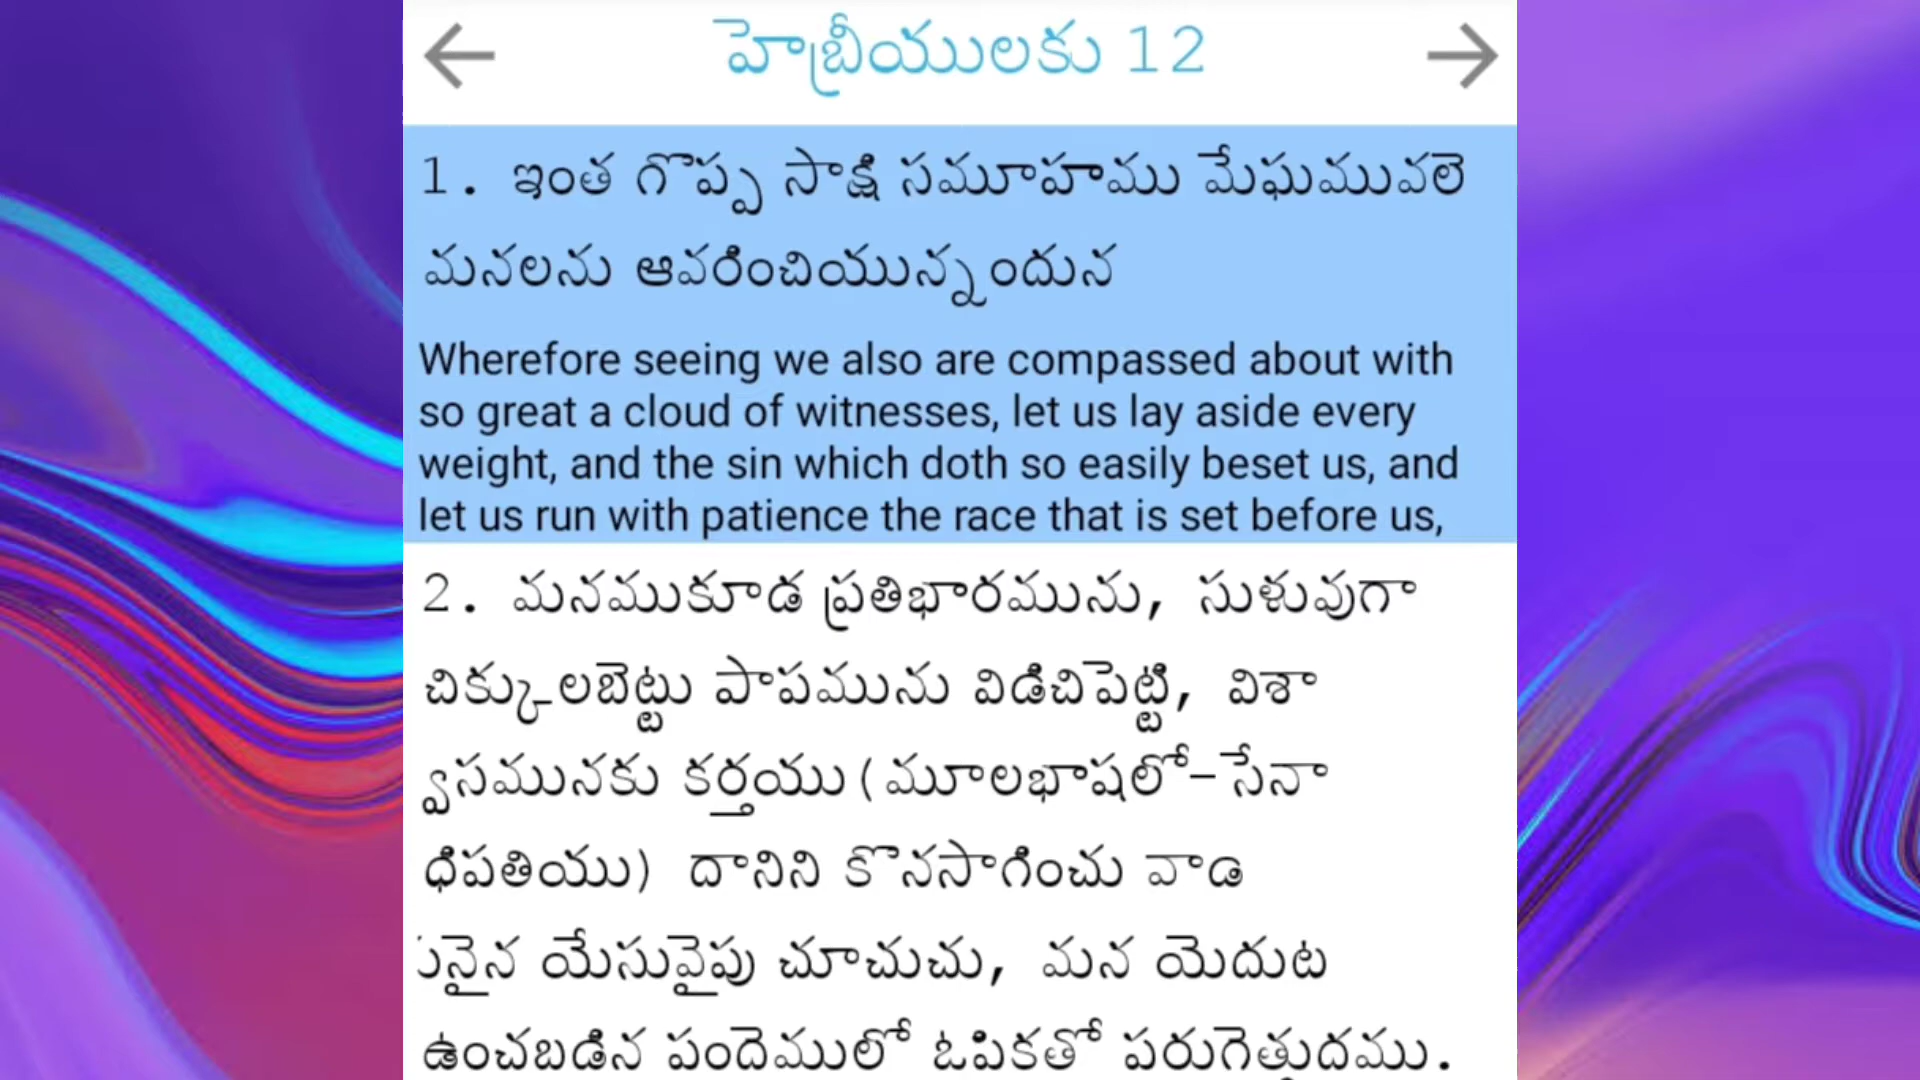 హెబ్రీయులకు 12
1. ఇంత గొప్ప సాక్షి సమూహము మేఘమువలె
మనలను ఆవరించియున్నందున
Wherefore seeing we also are compassed about with
so great a cloud of witnesses, let us lay aside every
weight, and the sin which doth so easily beset us, and
let us run with patience the race that is set before us,
2. మనముకూడ ప్రతిభారమును, సుళువుగా
చిక్కులబెట్టు పాపమును విడిచిపెట్టి, విశా
్వసమునకు కర్తయు(మూలభాషలో-సేనా
ధిపతియు) దానిని కొనసాగించు వాడ
ునైన యేసువైపు చూచుచు, మన యెదుట
ఉంచబడిన పందెములో ఓపికతో పరుగెత్తుదము.